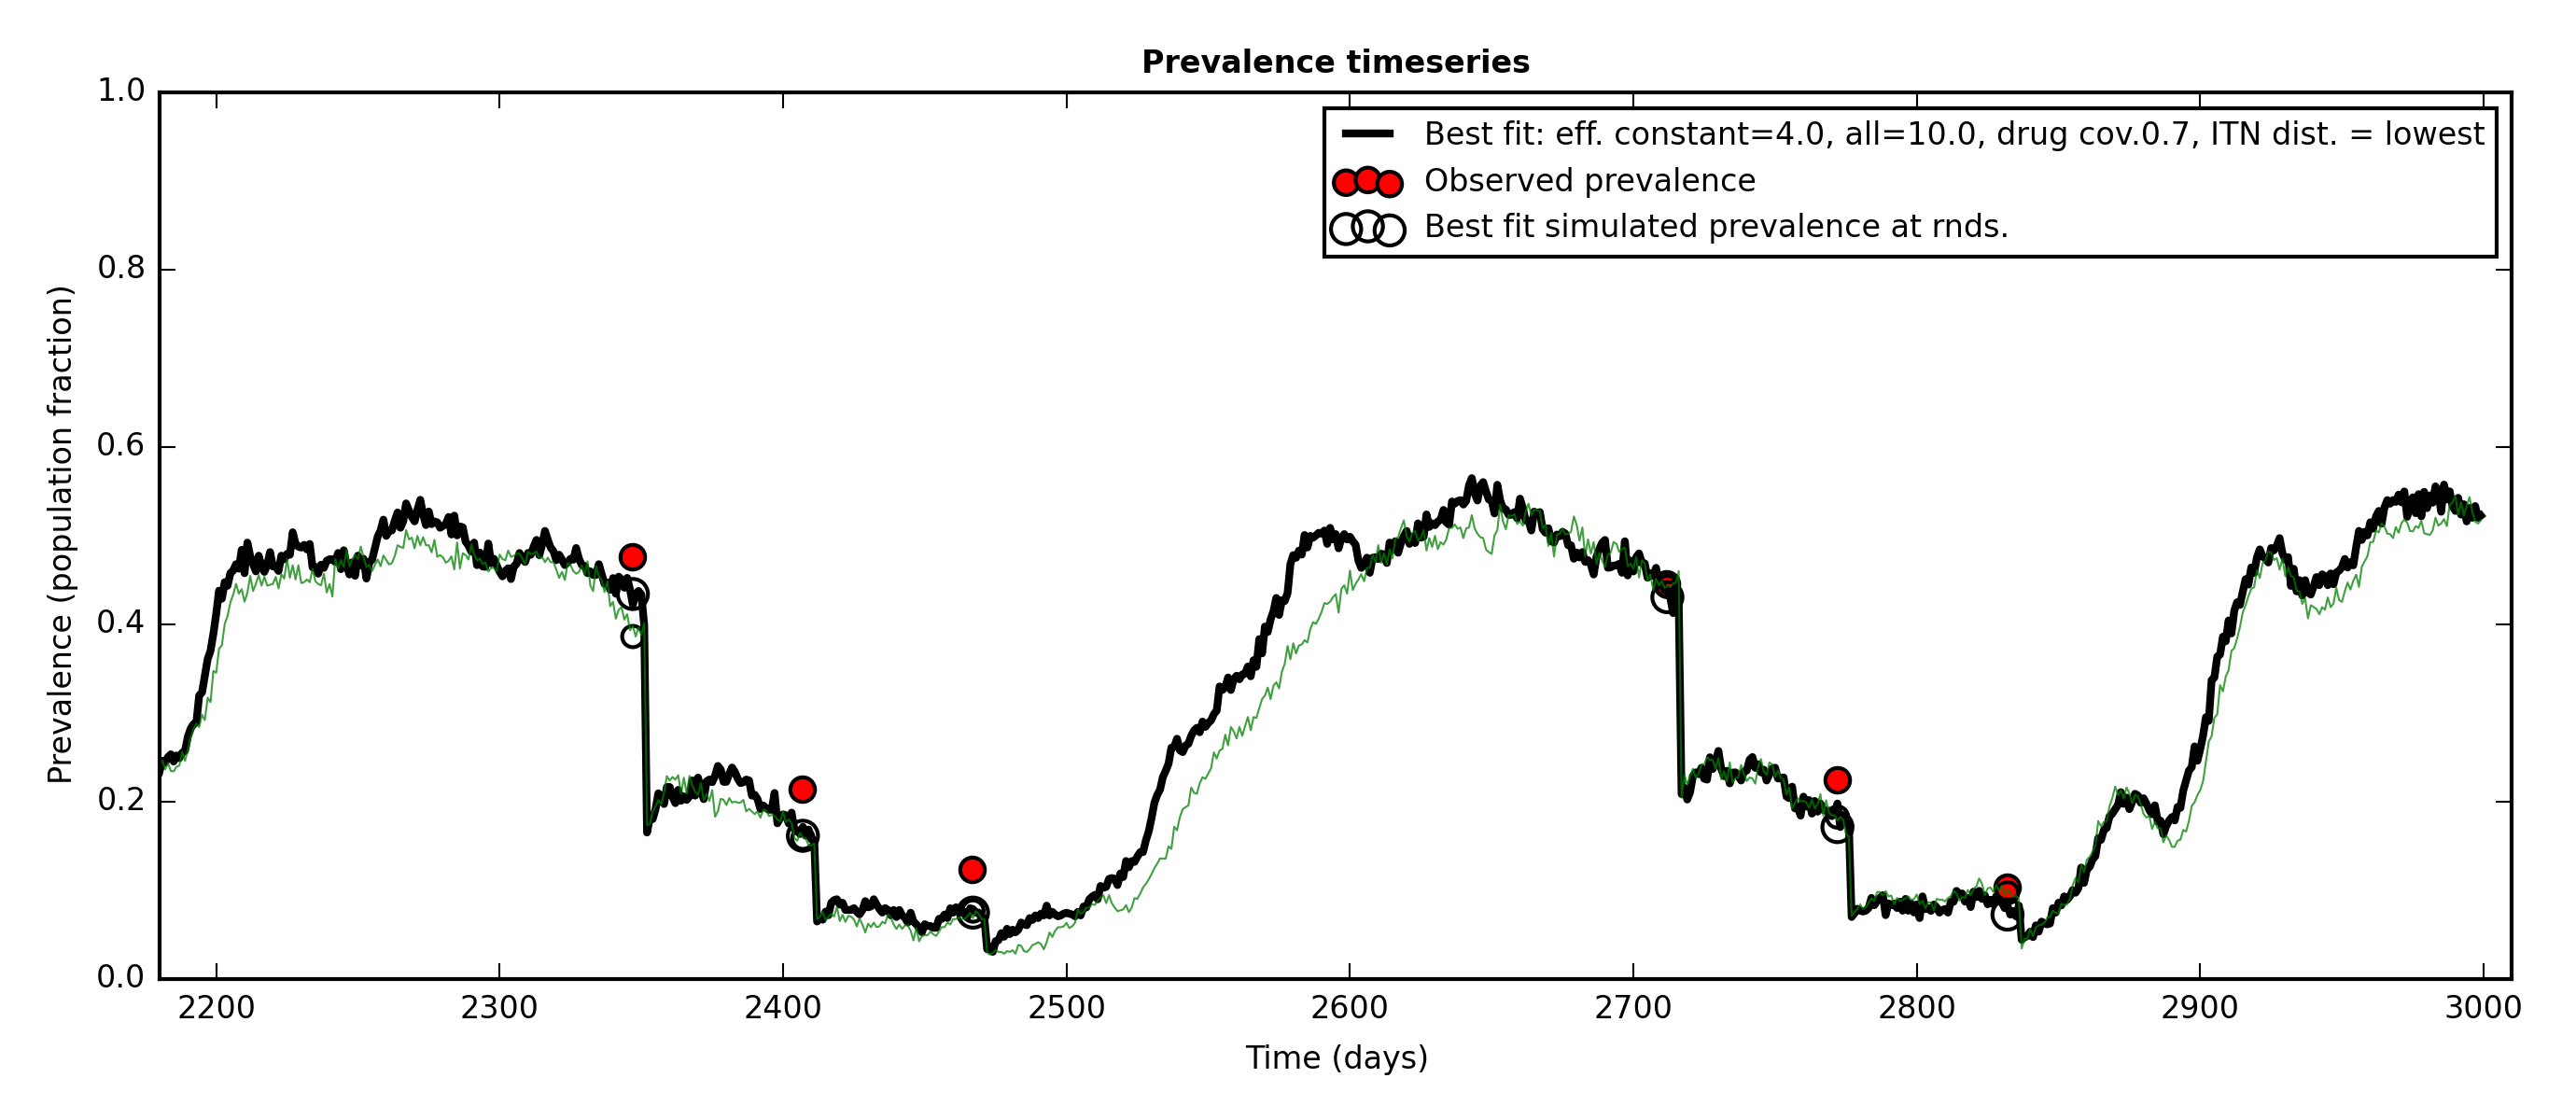 Prevalence timeseries
Best fit: eff. constant=4.0, all=10.0, drug cov.0.7, ITN dist. = lowest
Observed prevalence
Best fit simulated prevalence at rnds.
Prevalence (population fraction)
1.0
0.8
0.6
0.4
0.2
0.0
2200 2300 2400 2500 2600 2700 2800 2900 3000
Time (days)